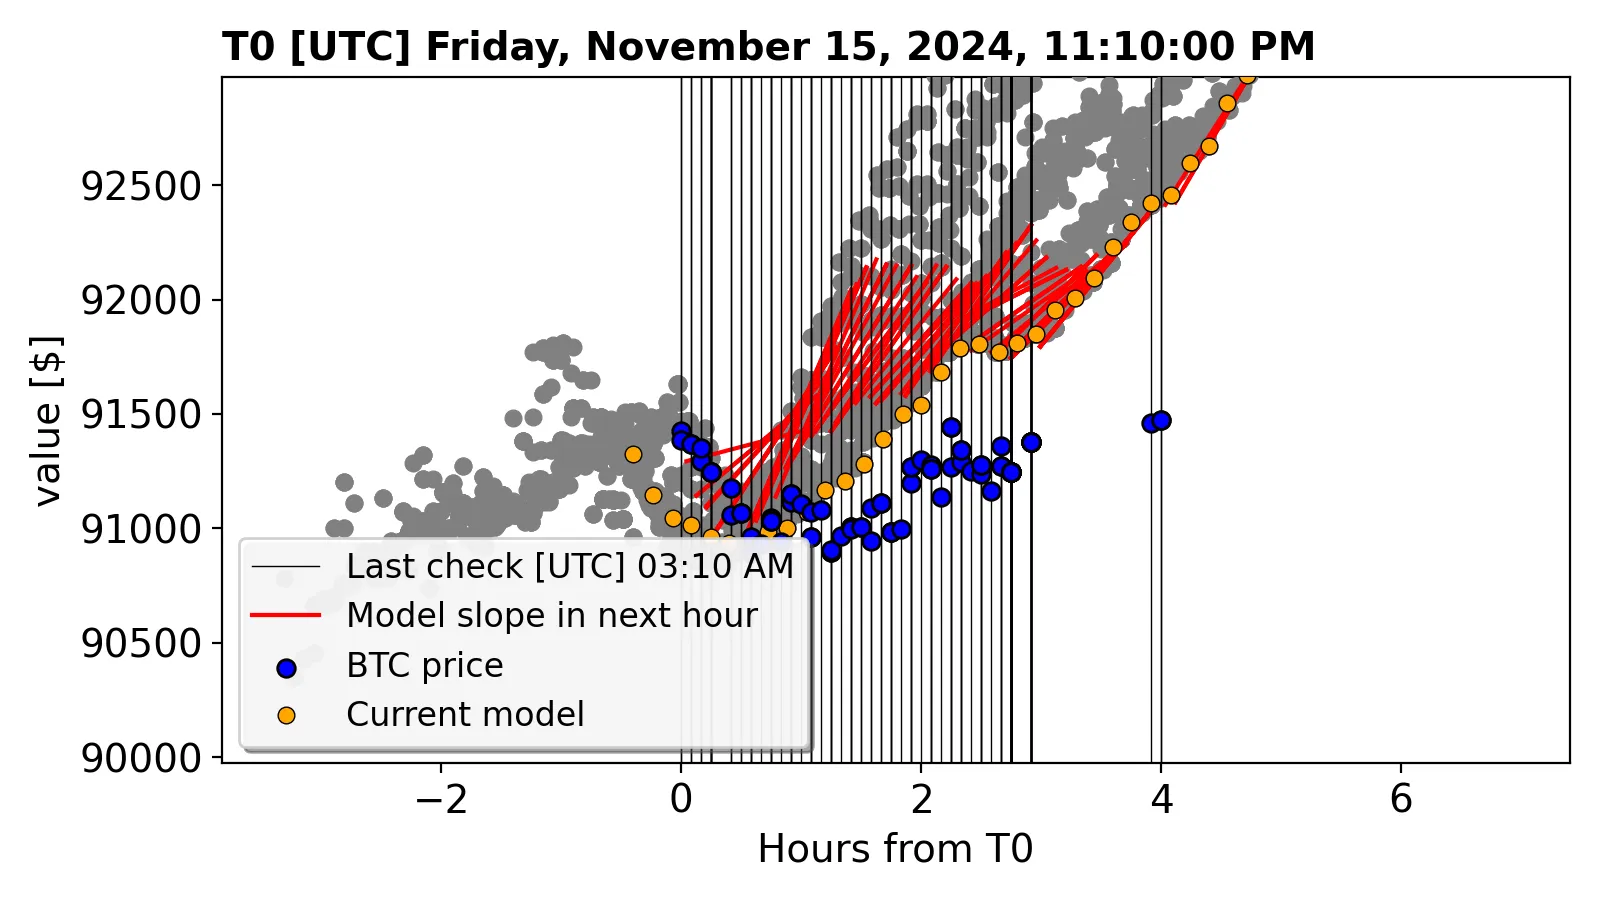 T0 [UTC] Friday, November 15, 2024, 11:10:00 PM
value [$]
92500
92000
91500
91000
90500
90000
Last check [UTC] 03:10 AM
Model slope in next hour
BTC price
Current model
−2 0 2 4 6
Hours from T0